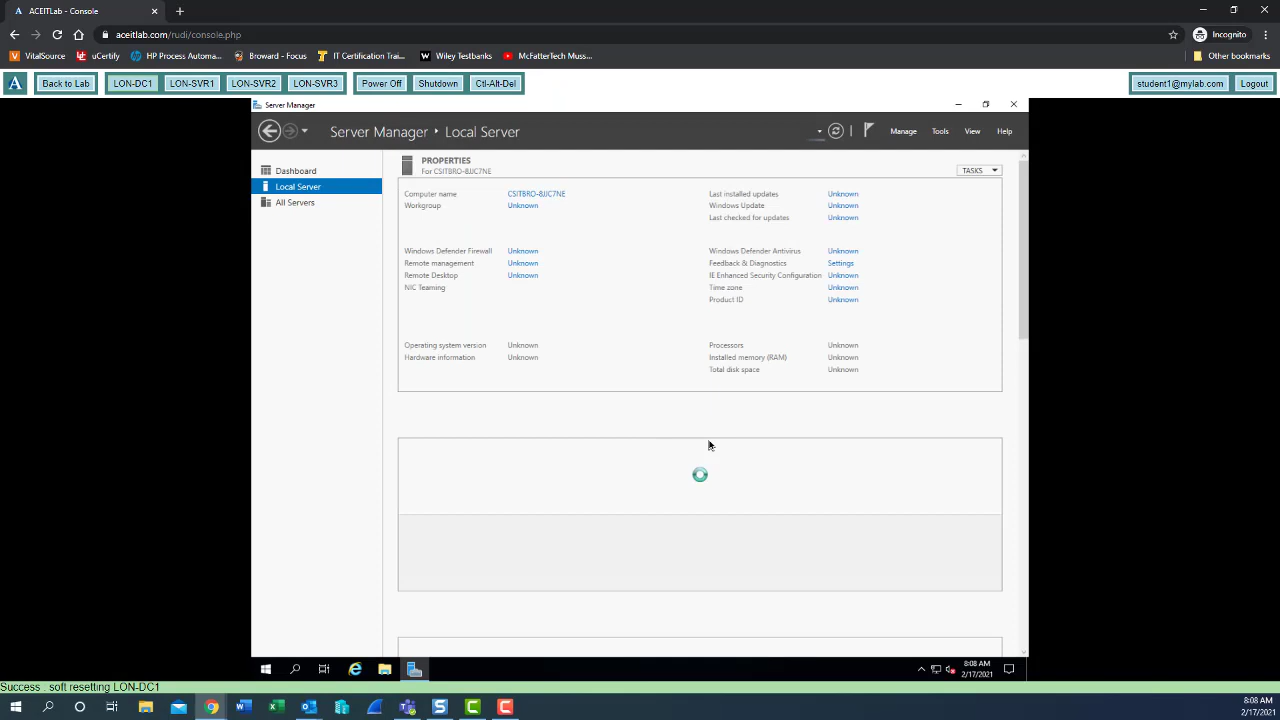 ACEITLab - Console
aceitlab.com/rudi/console.php
Incognito
VitalSource
uCertify
HP Process Automa...
Broward - Focus
IT Certification Trai...
Wiley Testbanks
McFatterTech Muss...
Other bookmarks
Back to Lab
LON-DC1
LON-SVR1
LON-SVR2
LON-SVR3
Power Off
Shutdown
Ctl-Alt-Del
student1@mylab.com
Logout
Server Manager
Server Manager ‣ Local Server
Manage
Tools
View
Help
Dashboard
Local Server
All Servers
PROPERTIES
For CSITBRO-8JJC7NE
TASKS
Computer name CSITBRO-8JJC7NE
Workgroup Unknown
Last installed updates Unknown
Windows Update Unknown
Last checked for updates Unknown
Windows Defender Firewall Unknown
Remote management Unknown
Remote Desktop Unknown
NIC Teaming
Windows Defender Antivirus Unknown
Feedback & Diagnostics Settings
IE Enhanced Security Configuration Unknown
Time zone Unknown
Product ID Unknown
Operating system version Unknown
Hardware information Unknown
Processors Unknown
Installed memory (RAM) Unknown
Total disk space Unknown
8:08 AM
2/17/2021
Success . soft resetting LON-DC1
8:08 AM
2/17/2021